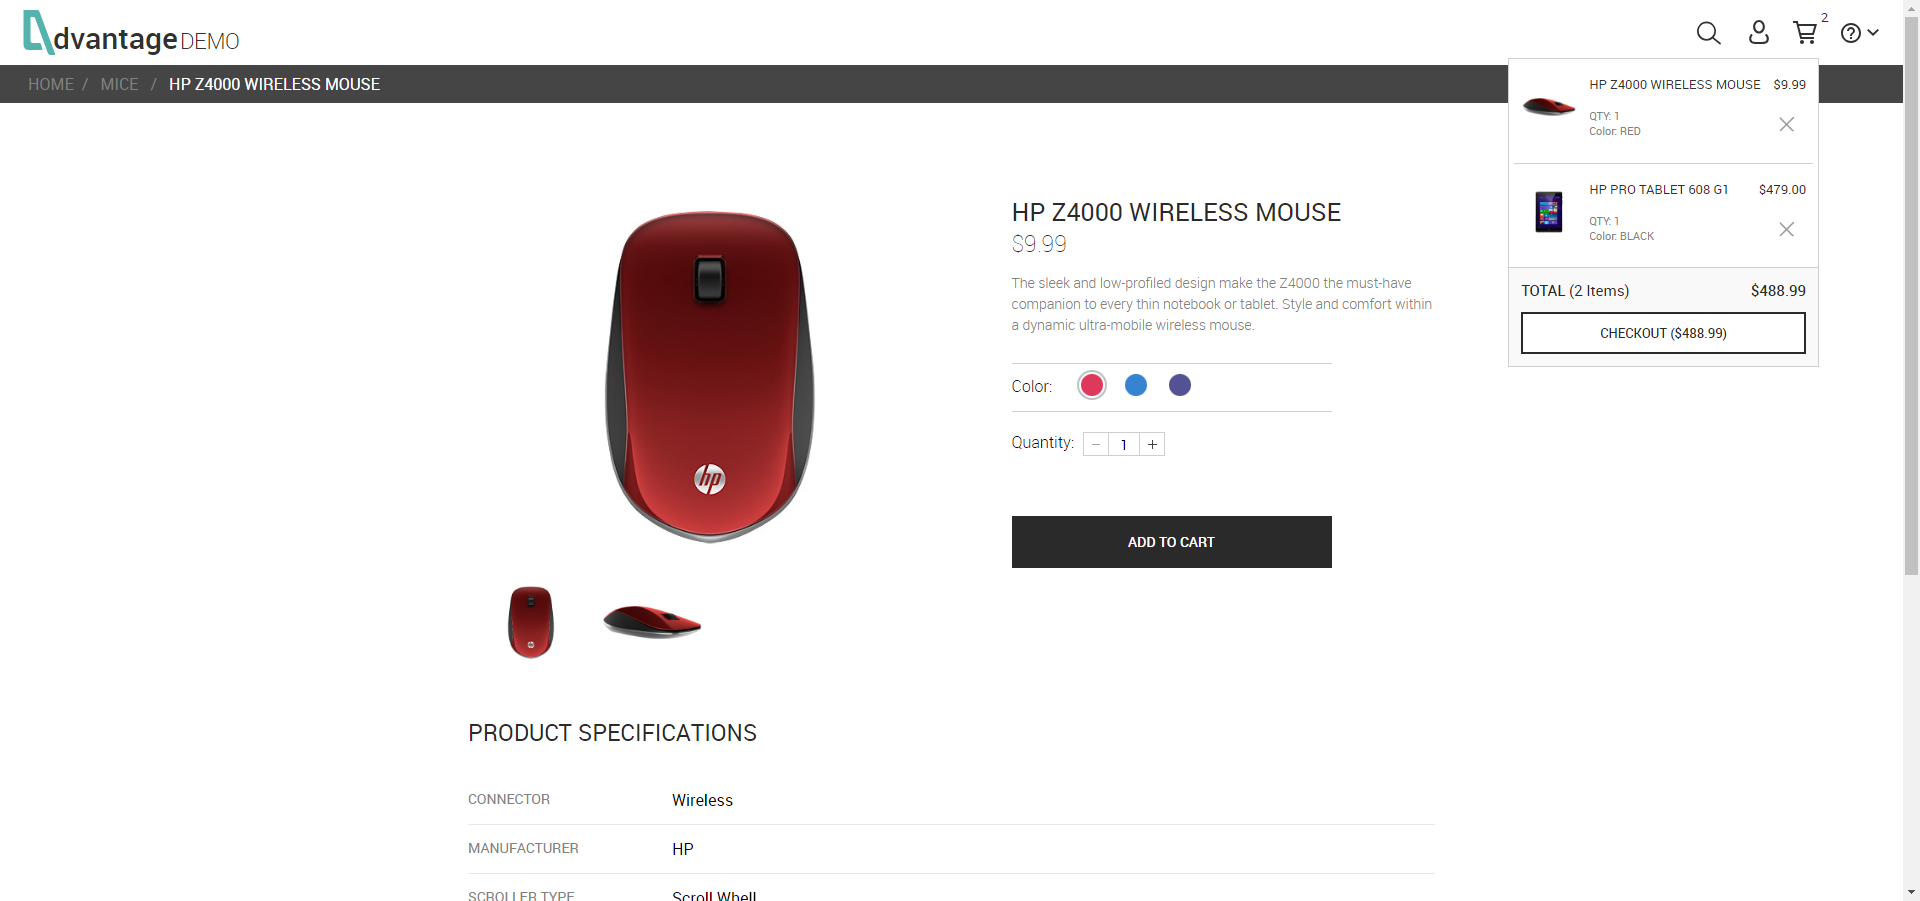 dvantage DEMO
2
HOME / MICE / HP Z4000 WIRELESS MOUSE
HP Z4000 WIRELESS MOUSE $9.99
QTY: 1
Color: RED
HP PRO TABLET 608 G1 $479.00
QTY: 1
Color: BLACK
TOTAL (2 Items) $488.99
CHECKOUT ($488.99)
HP Z4000 WIRELESS MOUSE
$9.99
The sleek and low-profiled design make the Z4000 the must-have
companion to every thin notebook or tablet. Style and comfort within
a dynamic ultra-mobile wireless mouse.
Color:
Quantity: − 1 +
ADD TO CART
hp
PRODUCT SPECIFICATIONS
CONNECTOR Wireless
MANUFACTURER HP
SCROLLER TYPE Scroll Whell